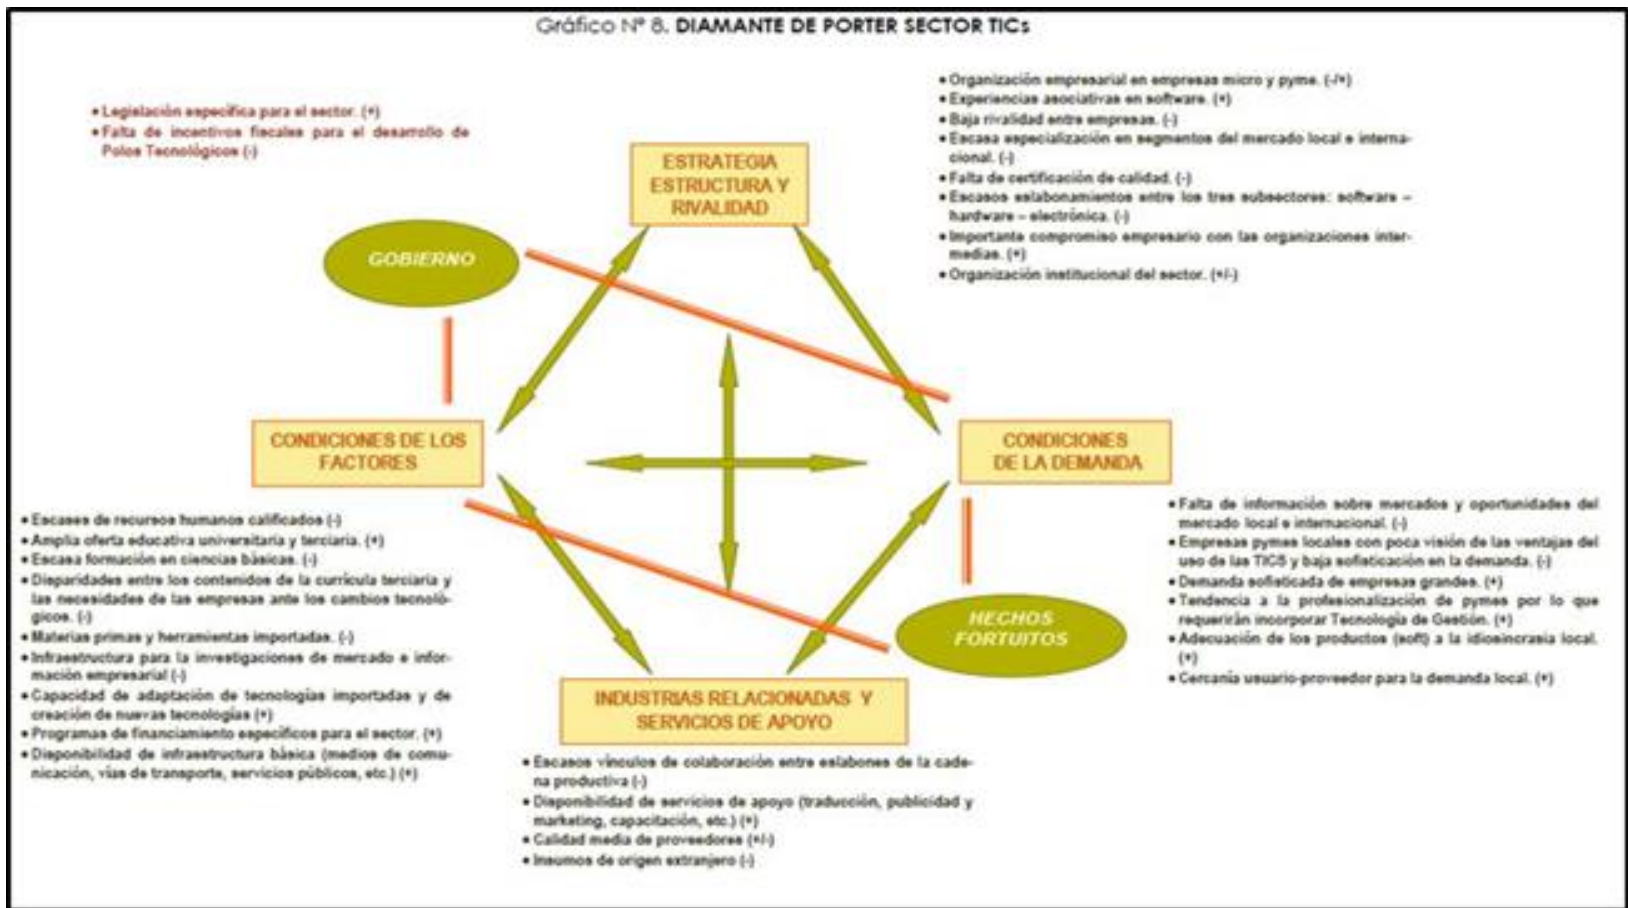 Gráfico Nº 8. DIAMANTE DE PORTER SECTOR TICs
• Legislación específica para el sector. (+)
• Falta de incentivos fiscales para el desarrollo de
Polos Tecnológicos (-)
ESTRATEGIA
ESTRUCTURA Y
RIVALIDAD
• Organización empresarial en empresas micro y pyme. (-/+)
• Experiencias asociativas en software. (+)
• Baja rivalidad entre empresas. (-)
• Escasa especialización en segmentos del mercado local e interna-
cional. (-)
• Falta de certificación de calidad. (-)
• Escasos eslabonamientos entre los tres subsectores: software –
hardware – electrónica. (-)
• Importante compromiso empresario con las organizaciones inter-
medias. (+)
• Organización institucional del sector. (+/-)
GOBIERNO
CONDICIONES DE LOS
FACTORES
CONDICIONES
DE LA DEMANDA
• Escases de recursos humanos calificados (-)
• Amplia oferta educativa universitaria y terciaria. (+)
• Escasa formación en ciencias básicas. (-)
• Disparidades entre los contenidos de la currícula terciaria y
las necesidades de las empresas ante los cambios tecnoló-
gicos. (-)
• Materias primas y herramientas importadas. (-)
• Infraestructura para la investigaciones de mercado e infor-
mación empresarial (-)
• Capacidad de adaptación de tecnologías importadas y de
creación de nuevas tecnologías (+)
• Programas de financiamiento específicos para el sector. (+)
• Disponibilidad de infraestructura básica (medios de comu-
nicación, vías de transporte, servicios públicos, etc.) (+)
• Falta de información sobre mercados y oportunidades del
mercado local e internacional. (-)
• Empresas pymes locales con poca visión de las ventajas del
uso de las TICS y baja sofisticación en la demanda. (-)
• Demanda sofisticada de empresas grandes. (+)
• Tendencia a la profesionalización de pymes por lo que
requerirán incorporar Tecnología de Gestión. (+)
• Adecuación de los productos (soft) a la idiosincrasia local.
(+)
• Cercanía usuario-proveedor para la demanda local. (+)
HECHOS
FORTUITOS
INDUSTRIAS RELACIONADAS Y
SERVICIOS DE APOYO
• Escasos vínculos de colaboración entre eslabones de la cade-
na productiva (-)
• Disponibilidad de servicios de apoyo (traducción, publicidad y
marketing, capacitación, etc.) (+)
• Calidad media de proveedores (+/-)
• Insumos de origen extranjero (-)